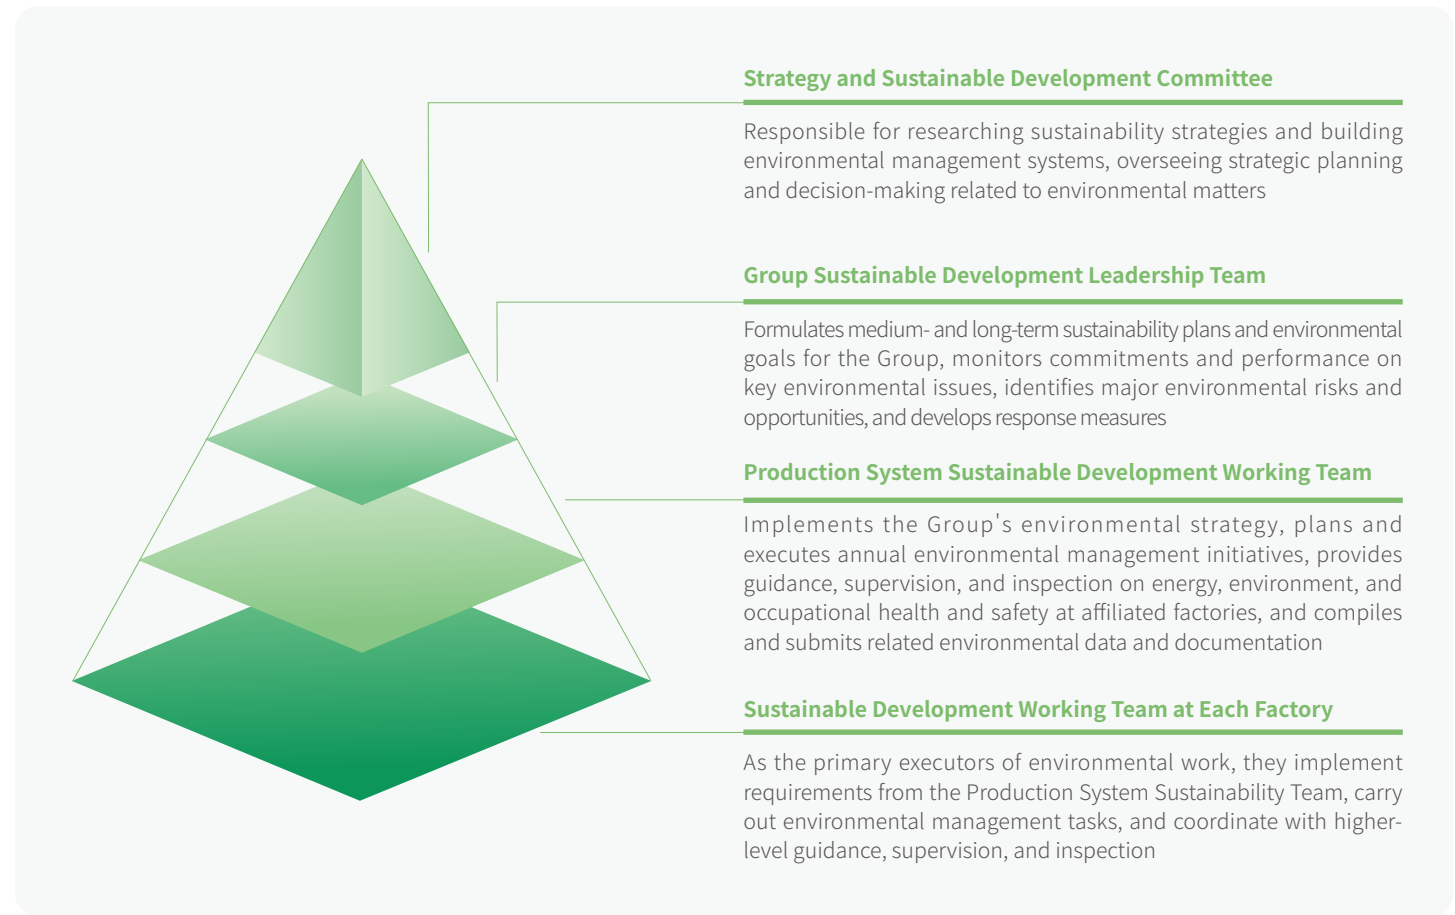 Strategy and Sustainable Development Committee
Responsible for researching sustainability strategies and building
environmental management systems, overseeing strategic planning
and decision-making related to environmental matters
Group Sustainable Development Leadership Team
Formulates medium- and long-term sustainability plans and environmental
goals for the Group, monitors commitments and performance on
key environmental issues, identifies major environmental risks and
opportunities, and develops response measures
Production System Sustainable Development Working Team
Implements the Group's environmental strategy, plans and
executes annual environmental management initiatives, provides
guidance, supervision, and inspection on energy, environment, and
occupational health and safety at affiliated factories, and compiles
and submits related environmental data and documentation
Sustainable Development Working Team at Each Factory
As the primary executors of environmental work, they implement
requirements from the Production System Sustainability Team, carry
out environmental management tasks, and coordinate with higher-
level guidance, supervision, and inspection